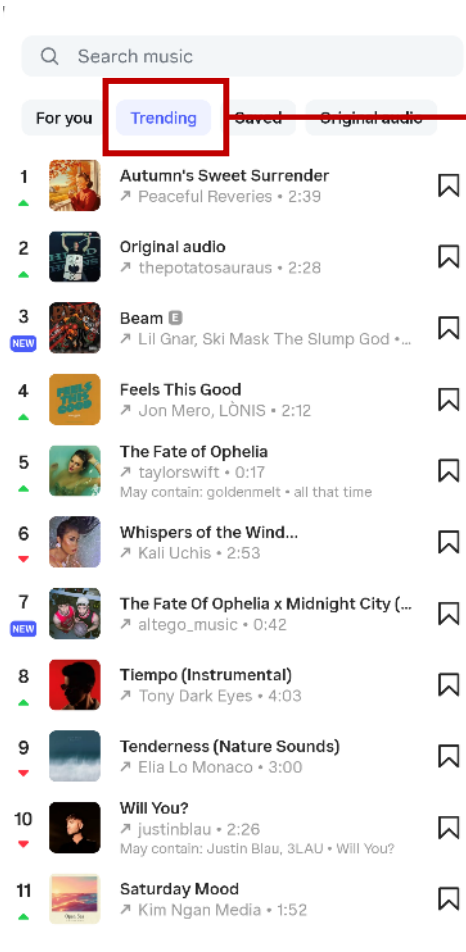 Search music
For you Trending Saved Original audio
1 Autumn's Sweet Surrender
Peaceful Reveries • 2:39
2 Original audio
thepotatosauraus • 2:28
3 Beam E
NEW Lil Gnar, Ski Mask The Slump God •...
4 Feels This Good
Jon Mero, LÒNIS • 2:12
FEELS
THIS
GOOD
5 The Fate of Ophelia
taylorswift • 0:17
May contain: goldenmelt • all that time
6 Whispers of the Wind...
Kali Uchis • 2:53
7 The Fate Of Ophelia x Midnight City (...
NEW altego_music • 0:42
8 Tiempo (Instrumental)
Tony Dark Eyes • 4:03
9 Tenderness (Nature Sounds)
Elia Lo Monaco • 3:00
10 Will You?
justinblau • 2:26
May contain: Justin Blau, 3LAU • Will You?
11 Saturday Mood
Kim Ngan Media • 1:52